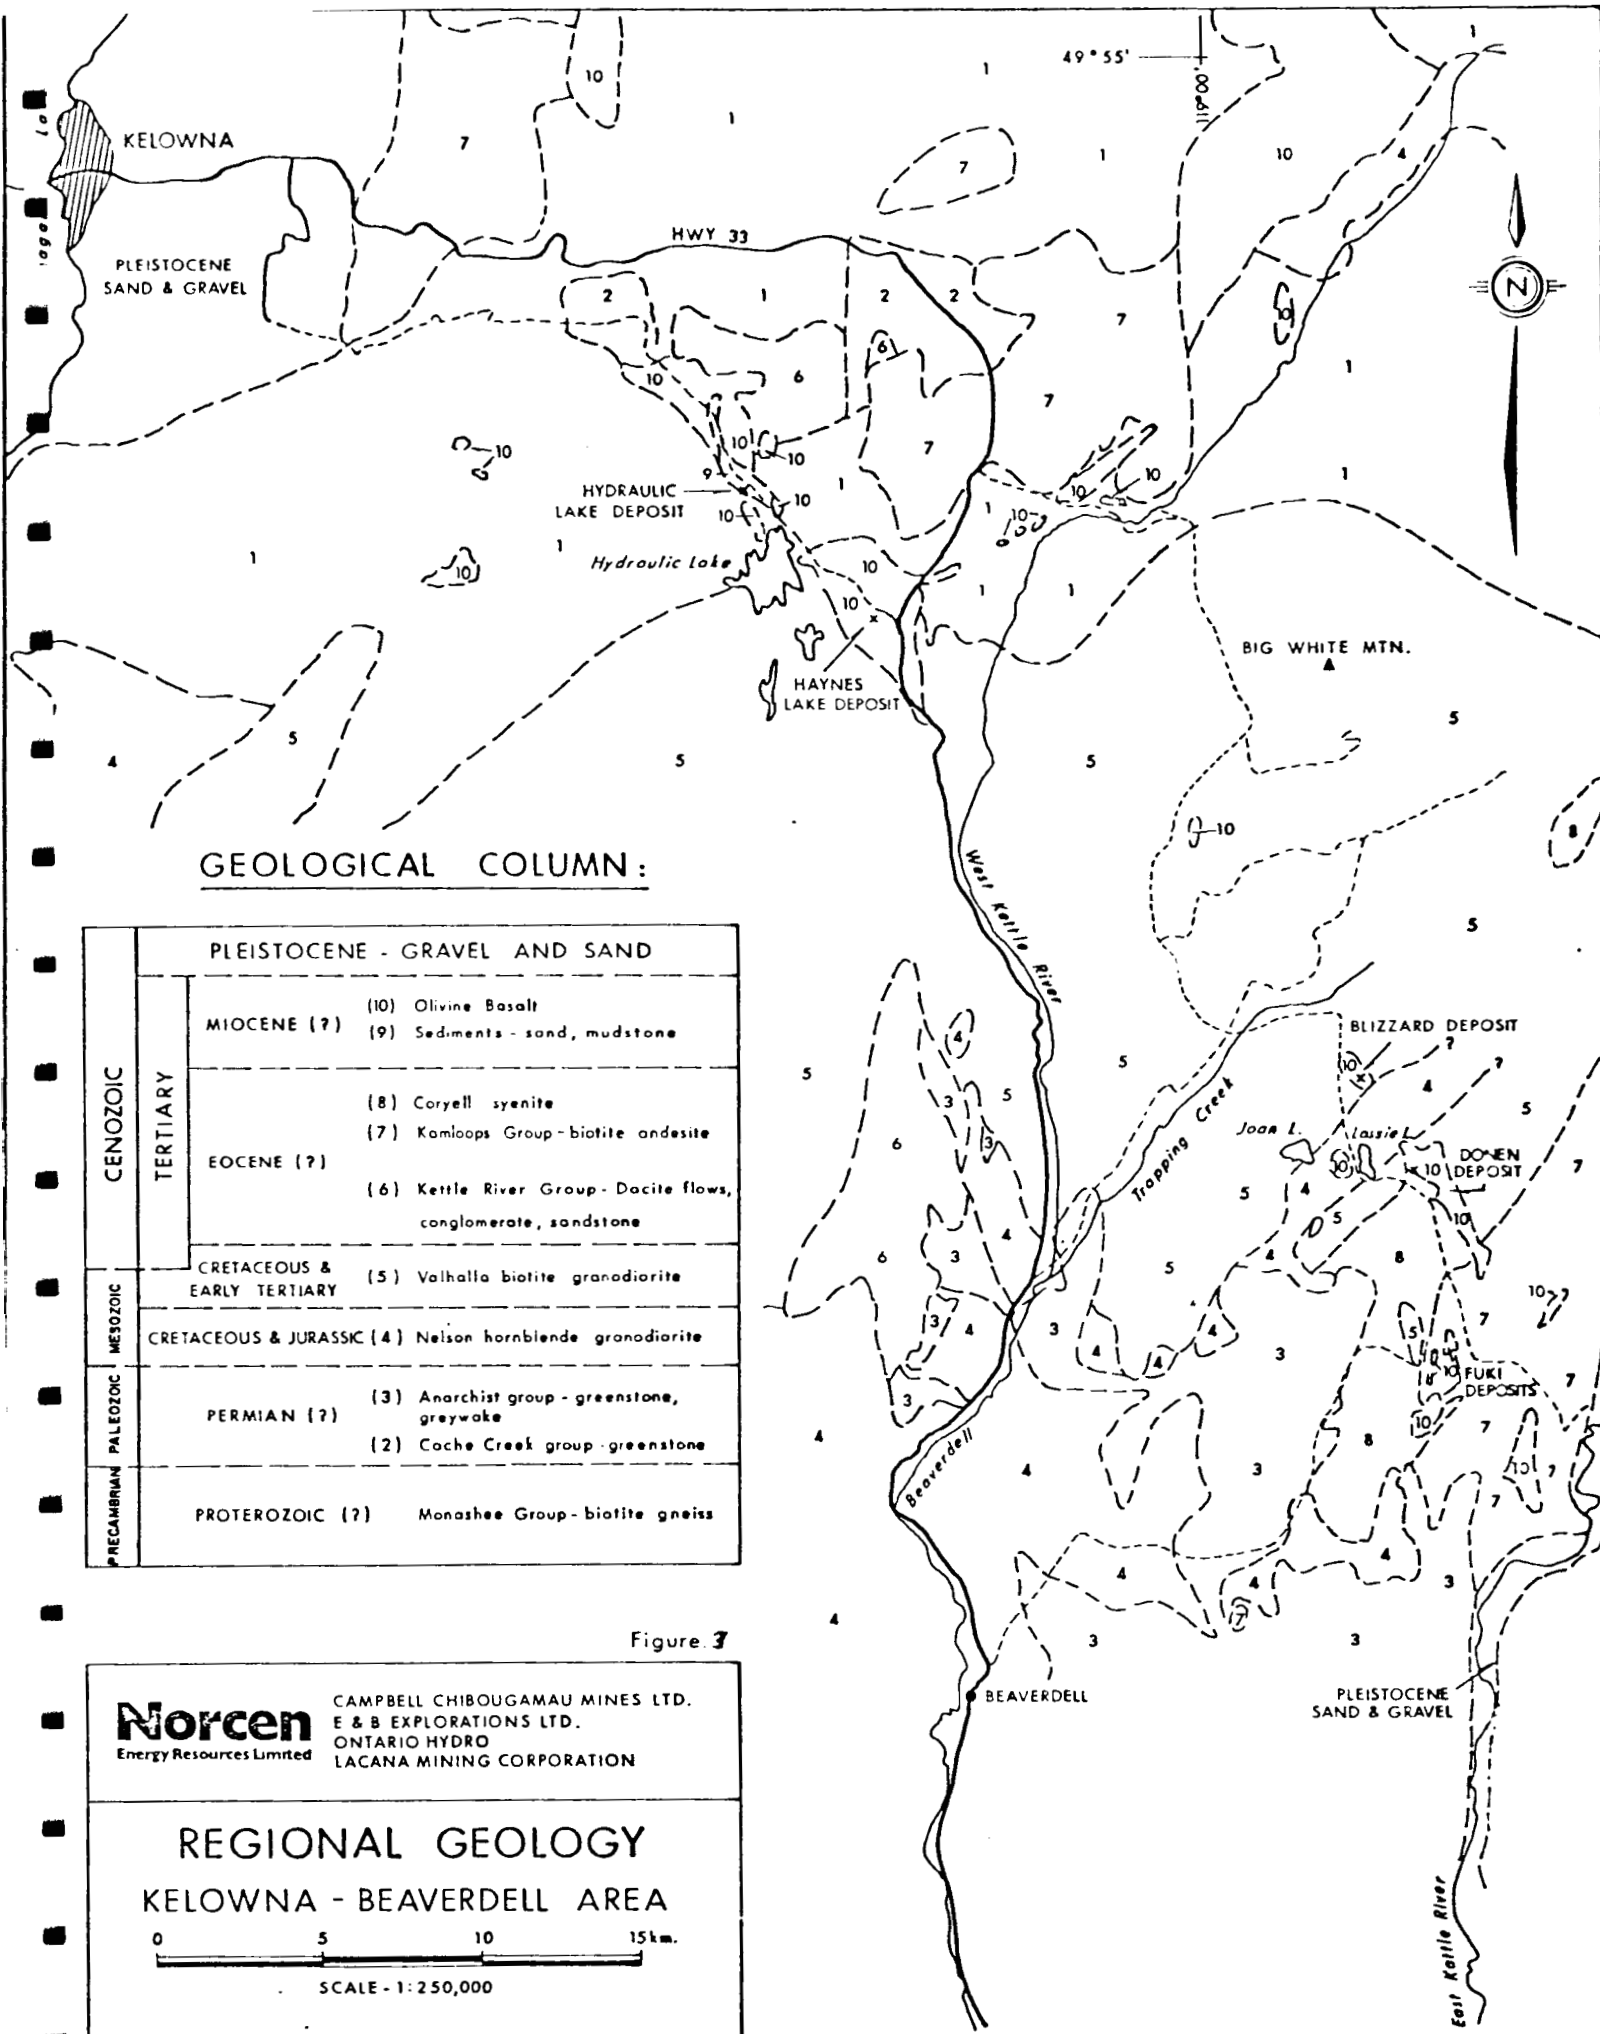 49°55'
119°00'
KELOWNA
HWY 33
PLEISTOCENE
SAND & GRAVEL
HYDRAULIC
LAKE DEPOSIT
Hydraulic Lake
HAYNES
LAKE DEPOSIT
BIG WHITE MTN.
N
West Kettle River
Trapping Creek
BLIZZARD DEPOSIT
Joan L.
Lassie L.
DONEN
DEPOSIT
FUKI
DEPOSITS
Beaverdell
BEAVERDELL
PLEISTOCENE
SAND & GRAVEL
East Kettle River
GEOLOGICAL COLUMN:
CENOZOIC
TERTIARY
PLEISTOCENE - GRAVEL AND SAND
MIOCENE (?)
(10) Olivine Basalt
(9) Sediments - sand, mudstone
EOCENE (?)
(8) Coryell syenite
(7) Kamloops Group - biotite andesite
(6) Kettle River Group - Dacite flows,
conglomerate, sandstone
MESOZOIC
CRETACEOUS &
EARLY TERTIARY
(5) Valhalla biotite granodiorite
CRETACEOUS & JURASSIC (4) Nelson hornblende granodiorite
PALEOZOIC
PERMIAN (?)
(3) Anarchist group - greenstone,
greywake
(2) Cache Creek group - greenstone
PRECAMBRIAN
PROTEROZOIC (?) Monashee Group - biotite gneiss
Figure. 3
Norcen
Energy Resources Limited
CAMPBELL CHIBOUGAMAU MINES LTD.
E & B EXPLORATIONS LTD.
ONTARIO HYDRO
LACANA MINING CORPORATION
REGIONAL GEOLOGY
KELOWNA - BEAVERDELL AREA
0 5 10 15 km.
SCALE - 1:250,000